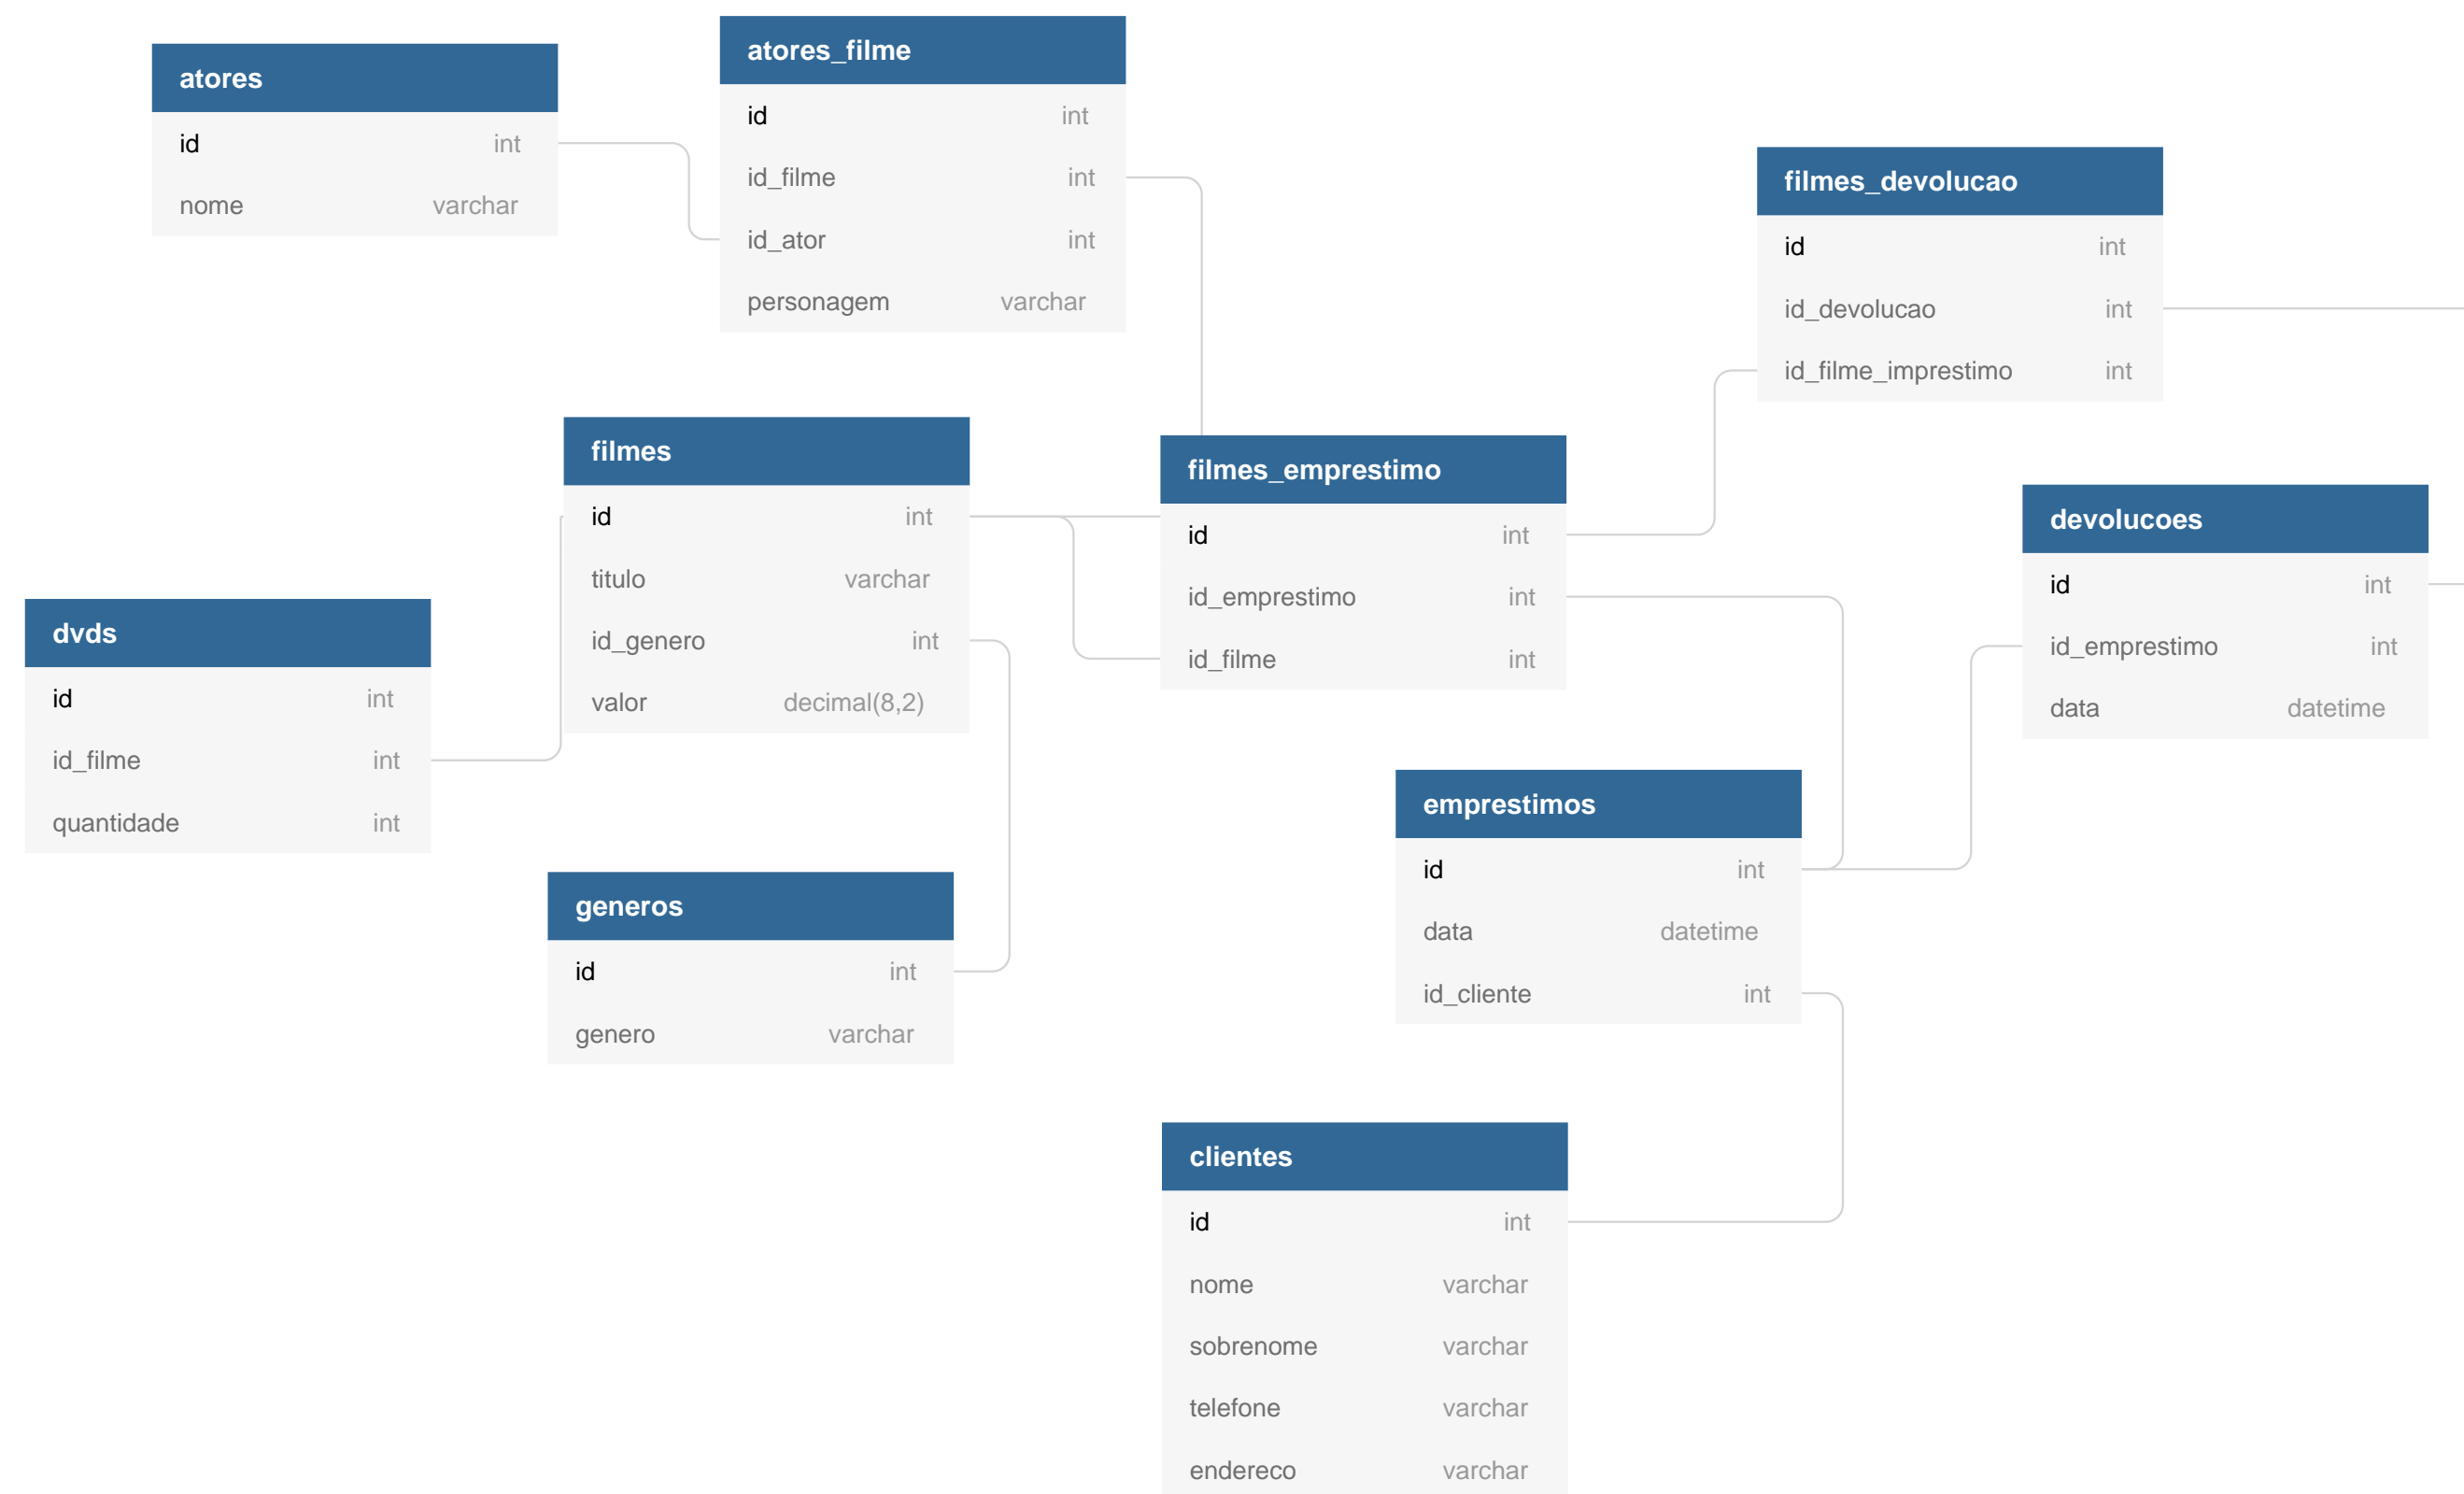 atores
id int
nome varchar
atores_filme
id int
id_filme int
id_ator int
personagem varchar
filmes_devolucao
id int
id_devolucao int
id_filme_imprestimo int
filmes
id int
titulo varchar
id_genero int
valor decimal(8,2)
filmes_emprestimo
id int
id_emprestimo int
id_filme int
devolucoes
id int
id_emprestimo int
data datetime
dvds
id int
id_filme int
quantidade int
emprestimos
id int
data datetime
id_cliente int
generos
id int
genero varchar
clientes
id int
nome varchar
sobrenome varchar
telefone varchar
endereco varchar